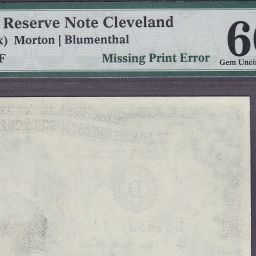 Reserve Note Cleveland
Morton | Blumenthal
F Missing Print Error
Gem Unci